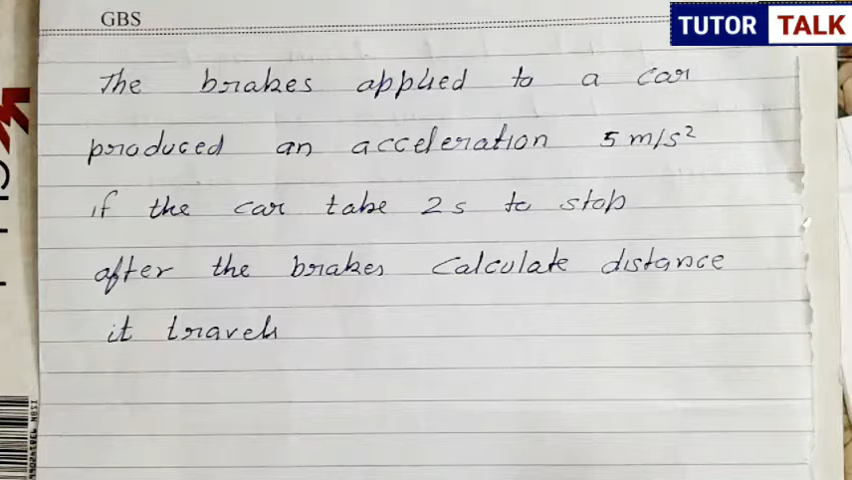 GBS
TUTOR TALK
The brakes applied to a car
produced an acceleration 5 m/s²
if the car take 2s to stop
after the brakes Calculate distance
it travels